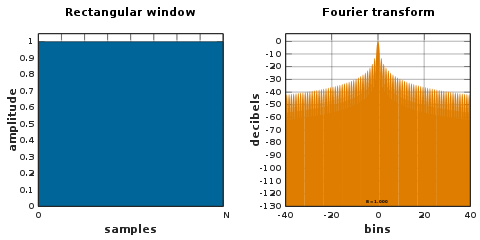 Rectangular window
1
0.9
0.8
0.7
0.6
0.5
0.4
0.3
0.2
0.1
0
amplitude
0 N
samples
Fourier transform
0
-10
-20
-30
-40
-50
-60
-70
-80
-90
-100
-110
-120
-130
decibels
B = 1.000
-40 -20 0 20 40
bins